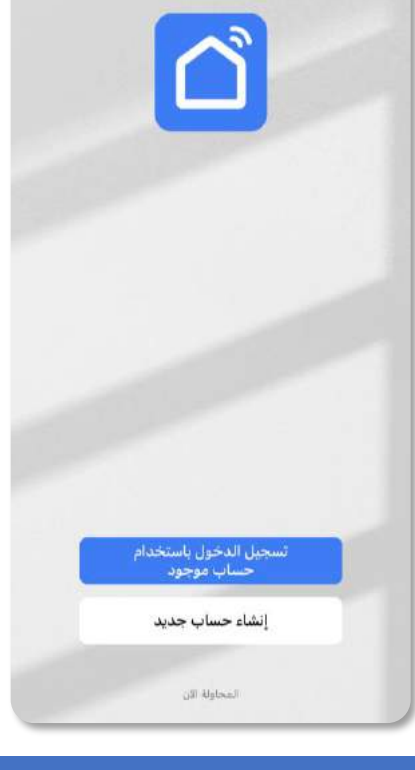 تسجيل الدخول باستخدام
حساب موجود
إنشاء حساب جديد
المحاولة الآن